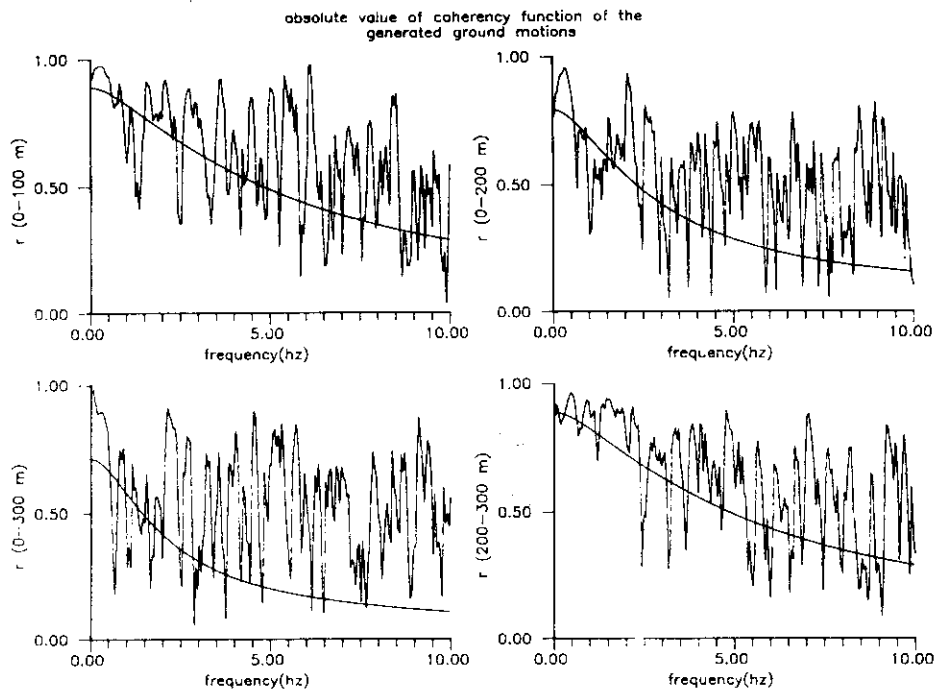 absolute value of coherency function of the
generated ground motions
1.00
0.50
0.00
r (0-100 m)
0.00
5.00
10.00
frequency(hz)
1.00
0.50
0.00
r (0-200 m)
0.00
5.00
10.00
frequency(hz)
1.00
0.50
0.00
r (0-300 m)
0.00
5.00
10.00
frequency(hz)
1.00
0.50
0.00
r (200-300 m)
0.00
5.00
10.00
frequency(hz)